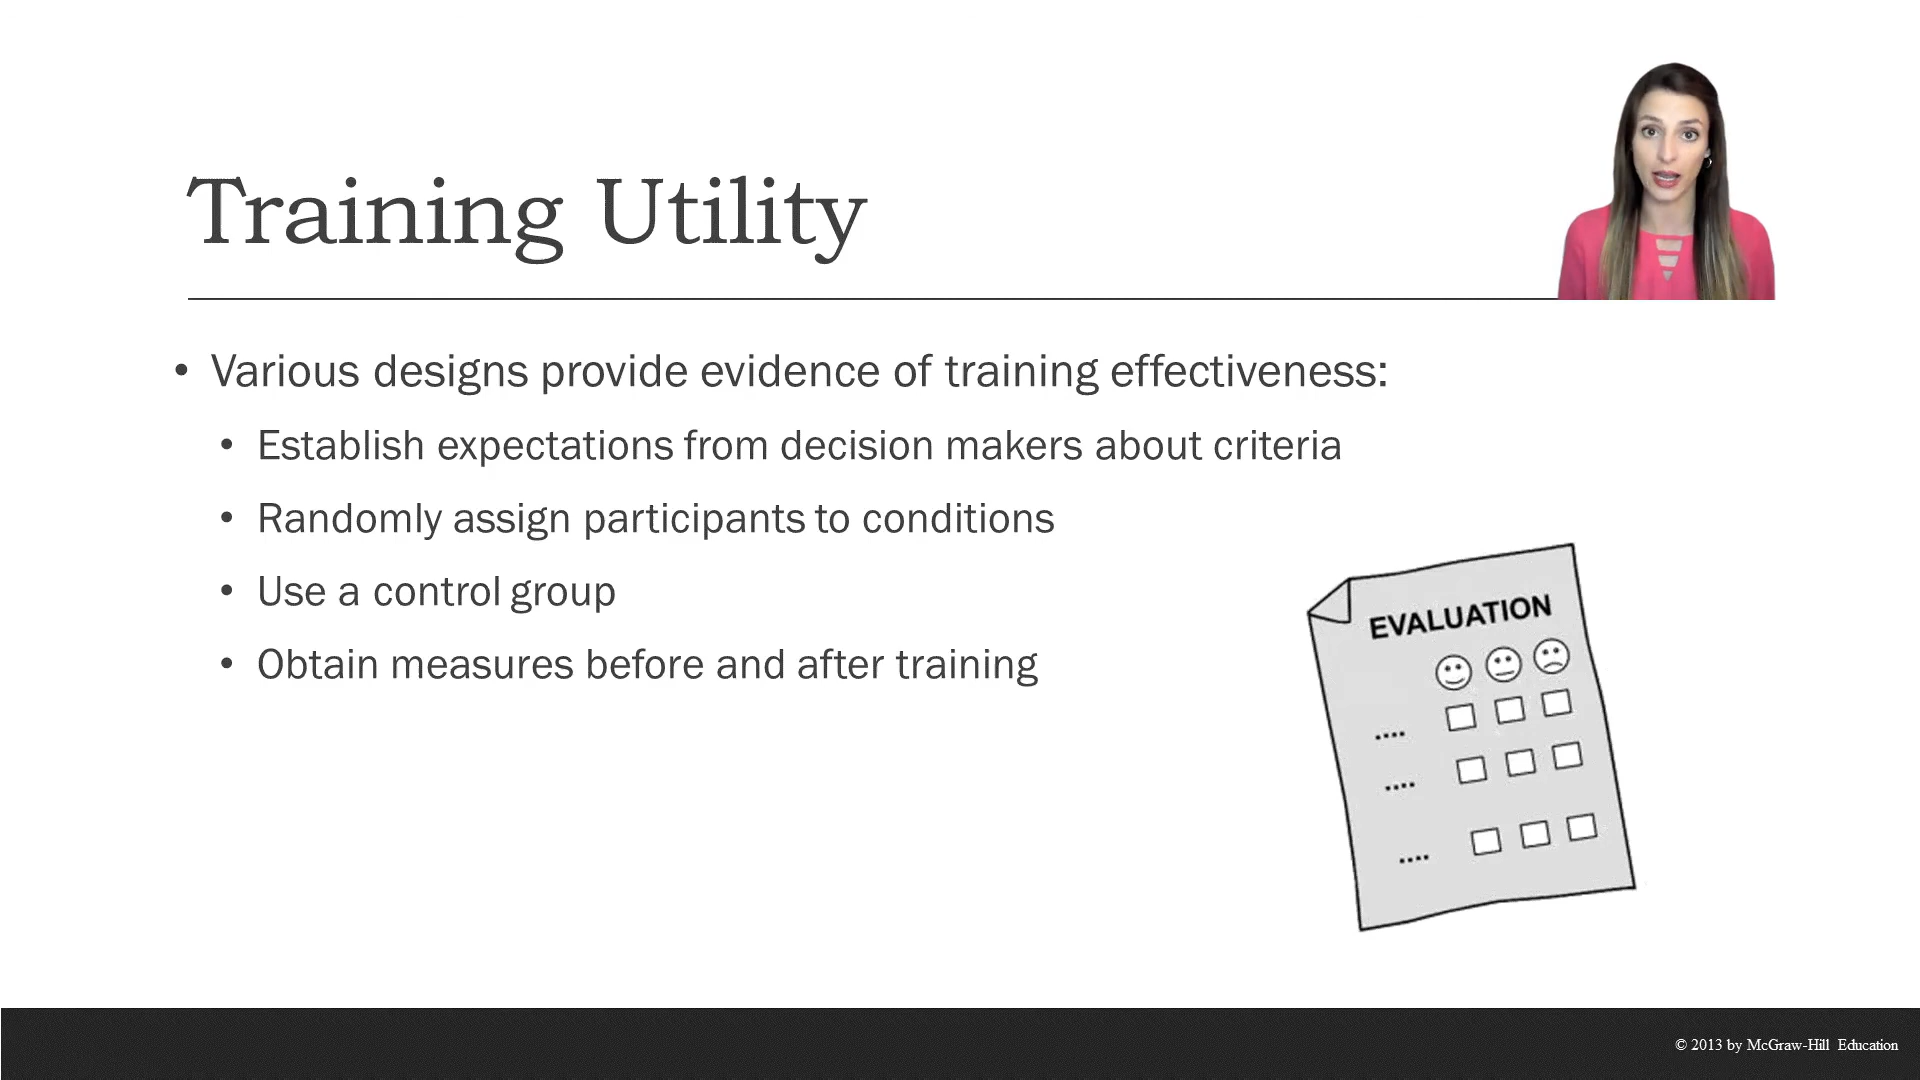 Training Utility
• Various designs provide evidence of training effectiveness:
• Establish expectations from decision makers about criteria
• Randomly assign participants to conditions
• Use a control group
• Obtain measures before and after training
EVALUATION
....
....
....
© 2013 by McGraw-Hill Education